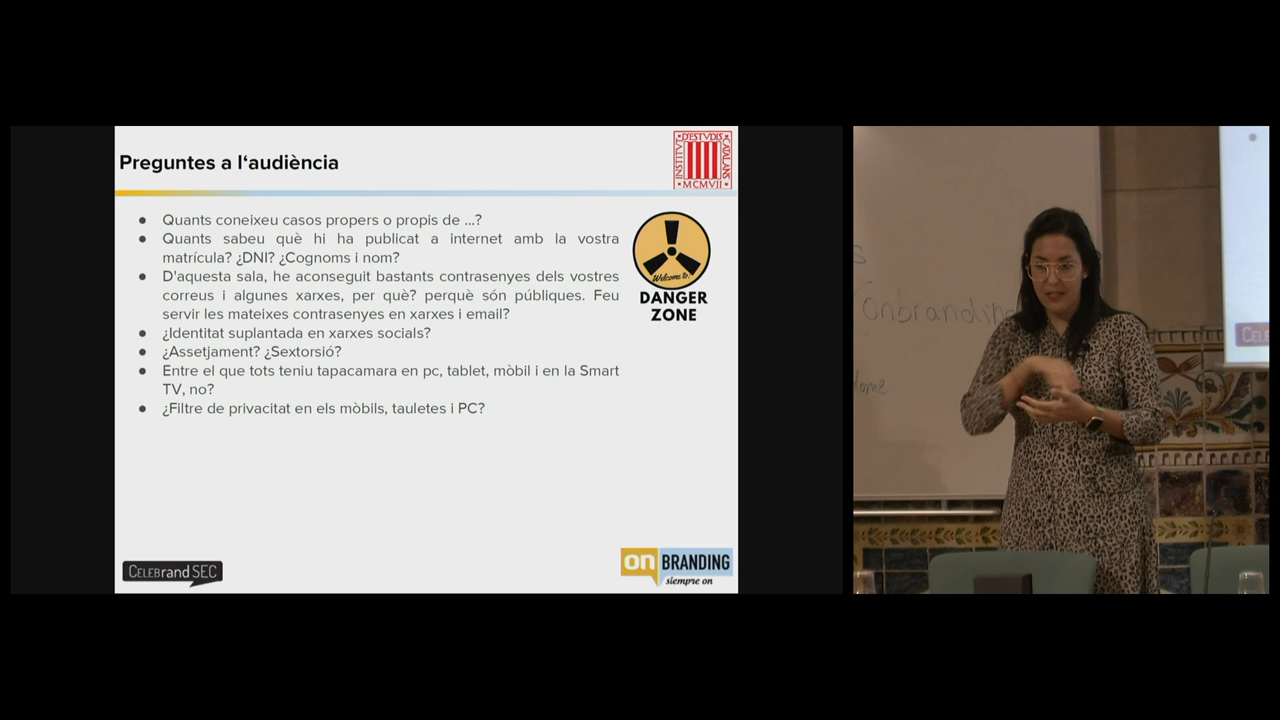 Preguntes a l‘audiència
INSTITVT
D'ESTVDIS
CATALANS
MCMVII
● Quants coneixeu casos propers o propis de ...?
● Quants sabeu què hi ha publicat a internet amb la vostra
matrícula? ¿DNI? ¿Cognoms i nom?
● D'aquesta sala, he aconseguit bastants contrasenyes dels vostres
correus i algunes xarxes, per què? perquè són públiques. Feu
servir les mateixes contrasenyes en xarxes i email?
● ¿Identitat suplantada en xarxes socials?
● ¿Assetjament? ¿Sextorsió?
● Entre el que tots teniu tapacamara en pc, tablet, mòbil i en la Smart
TV, no?
● ¿Filtre de privacitat en els mòbils, tauletes i PC?
Welcome to:
DANGER
ZONE
CELEBrand SEC
on BRANDING
siempre on
onbranding